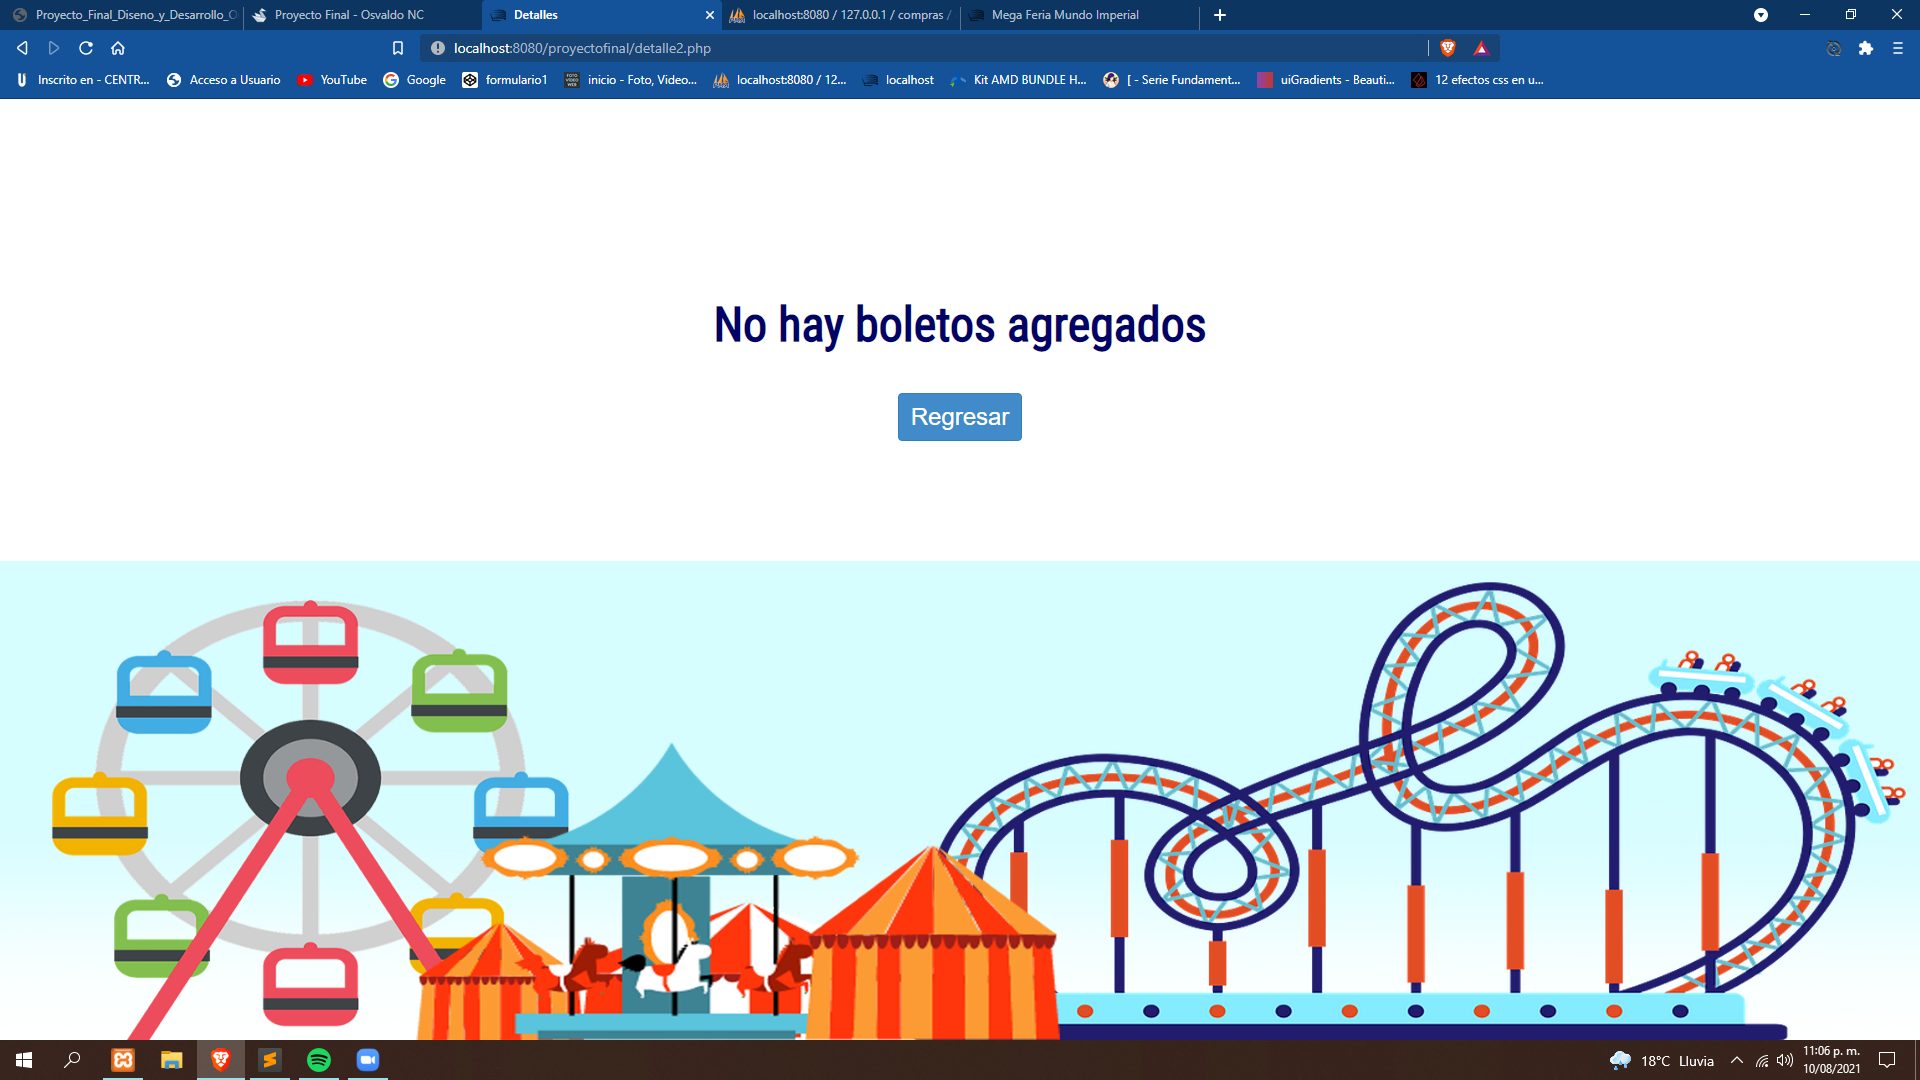 Proyecto_Final_Diseno_y_Desarrollo_O
Proyecto Final - Osvaldo NC
Detalles
localhost:8080 / 127.0.0.1 / compras /
Mega Feria Mundo Imperial
localhost:8080/proyectofinal/detalle2.php
Inscrito en - CENTR...
Acceso a Usuario
YouTube
Google
formulario1
inicio - Foto, Video...
localhost:8080 / 12...
localhost
Kit AMD BUNDLE H...
[ - Serie Fundament...
uiGradients - Beauti...
12 efectos css en u...
No hay boletos agregados
Regresar
18°C Lluvia
11:06 p. m.
10/08/2021